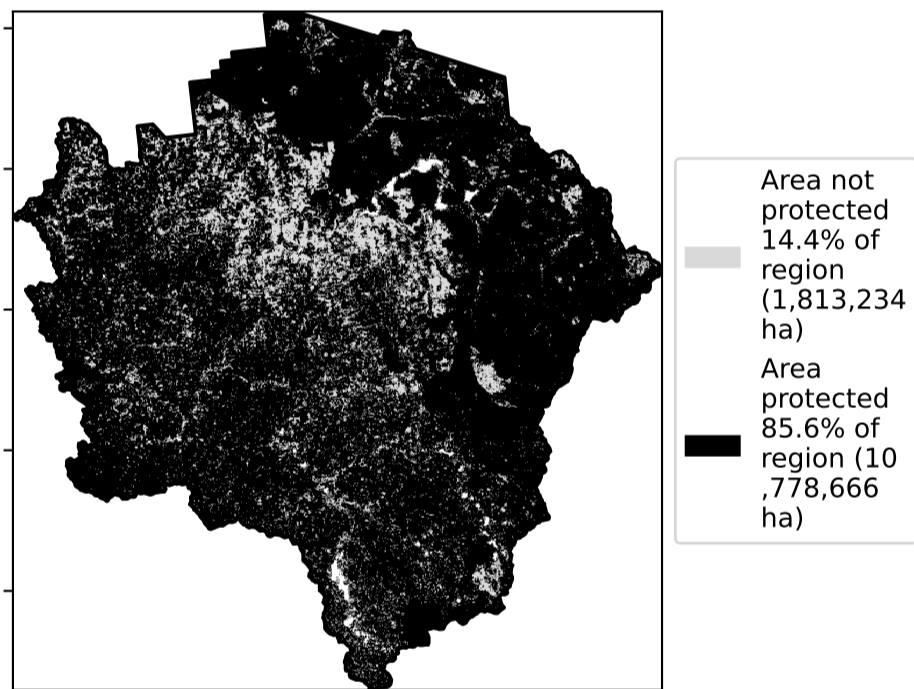 Area not
protected
14.4% of
region
(1,813,234
ha)
Area
protected
85.6% of
region (10
,778,666
ha)